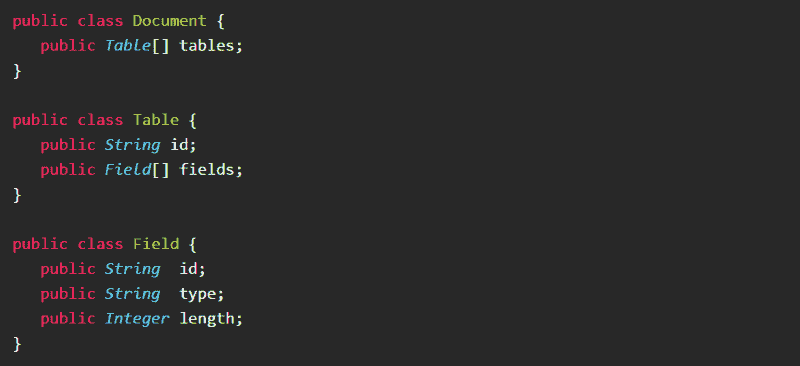 public class Document {
   public Table[] tables;
}

public class Table {
   public String id;
   public Field[] fields;
}

public class Field {
   public String  id;
   public String  type;
   public Integer length;
}